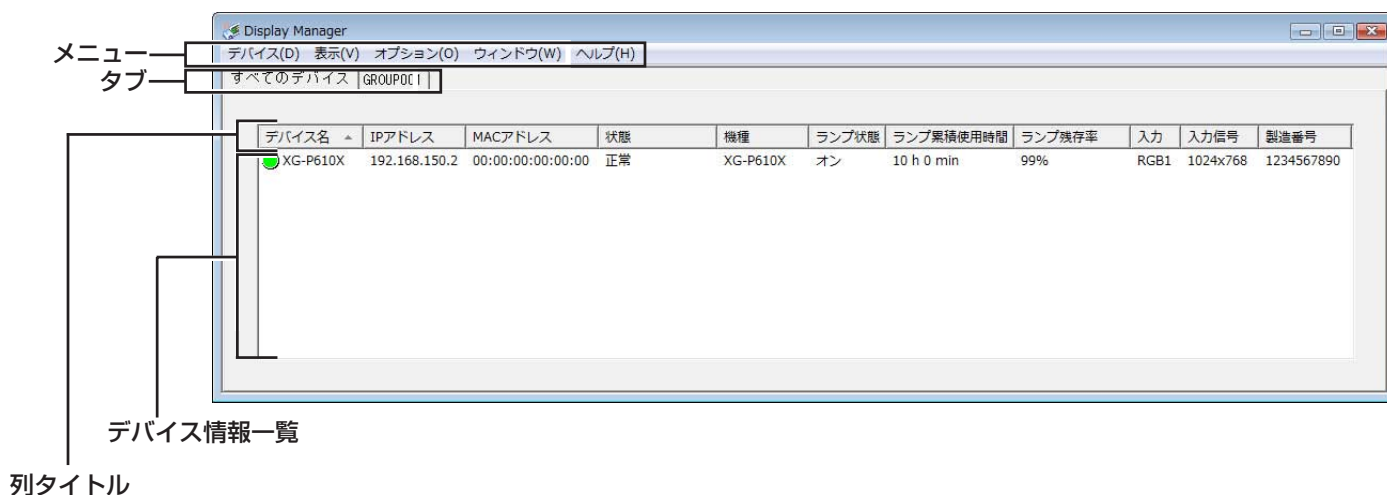 Display Manager
メニュー
デバイス(D) 表示(V) オプション(O) ウィンドウ(W) ヘルプ(H)
タブ
すべてのデバイス GROUP001
デバイス名 IPアドレス MACアドレス 状態 機種 ランプ状態 ランプ累積使用時間 ランプ残存率 入力 入力信号 製造番号
XG-P610X 192.168.150.2 00:00:00:00:00:00 正常 XG-P610X オン 10 h 0 min 99% RGB1 1024x768 1234567890
デバイス情報一覧
列タイトル